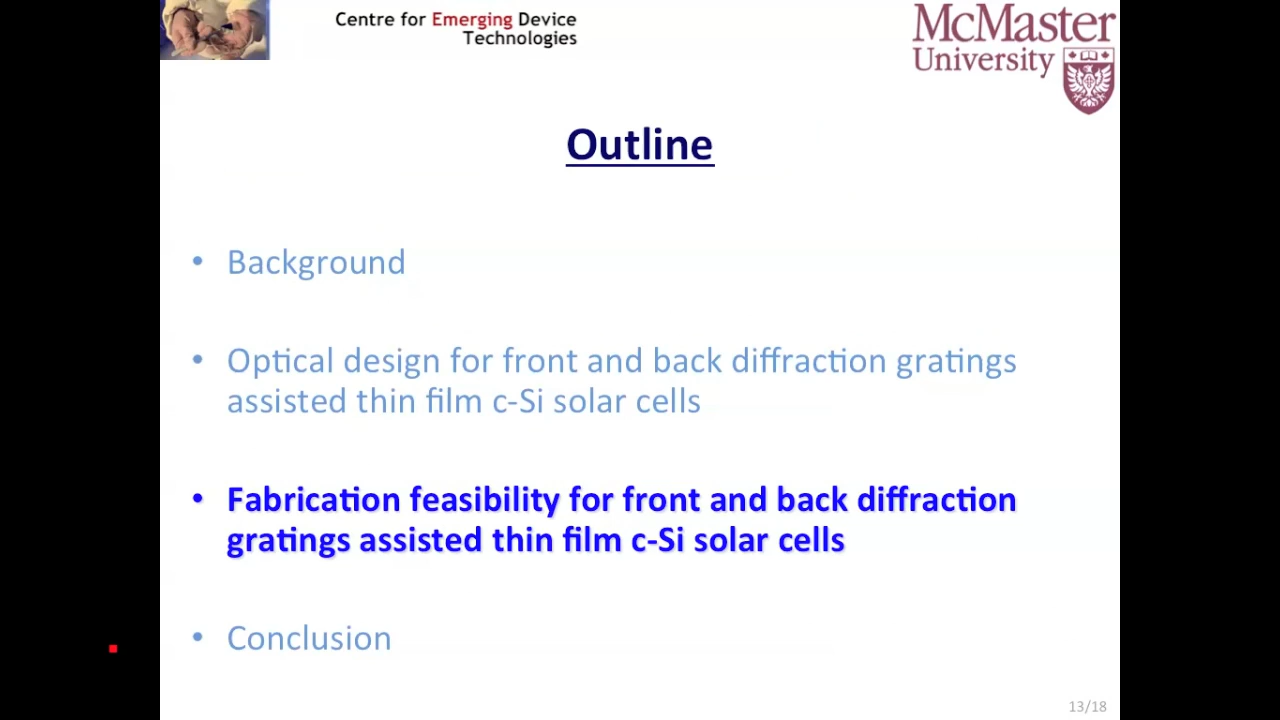 Centre for Emerging Device
Technologies
McMaster
University
Outline
• Background
• Optical design for front and back diffraction gratings
assisted thin film c-Si solar cells
• Fabrication feasibility for front and back diffraction
gratings assisted thin film c-Si solar cells
• Conclusion
13/18